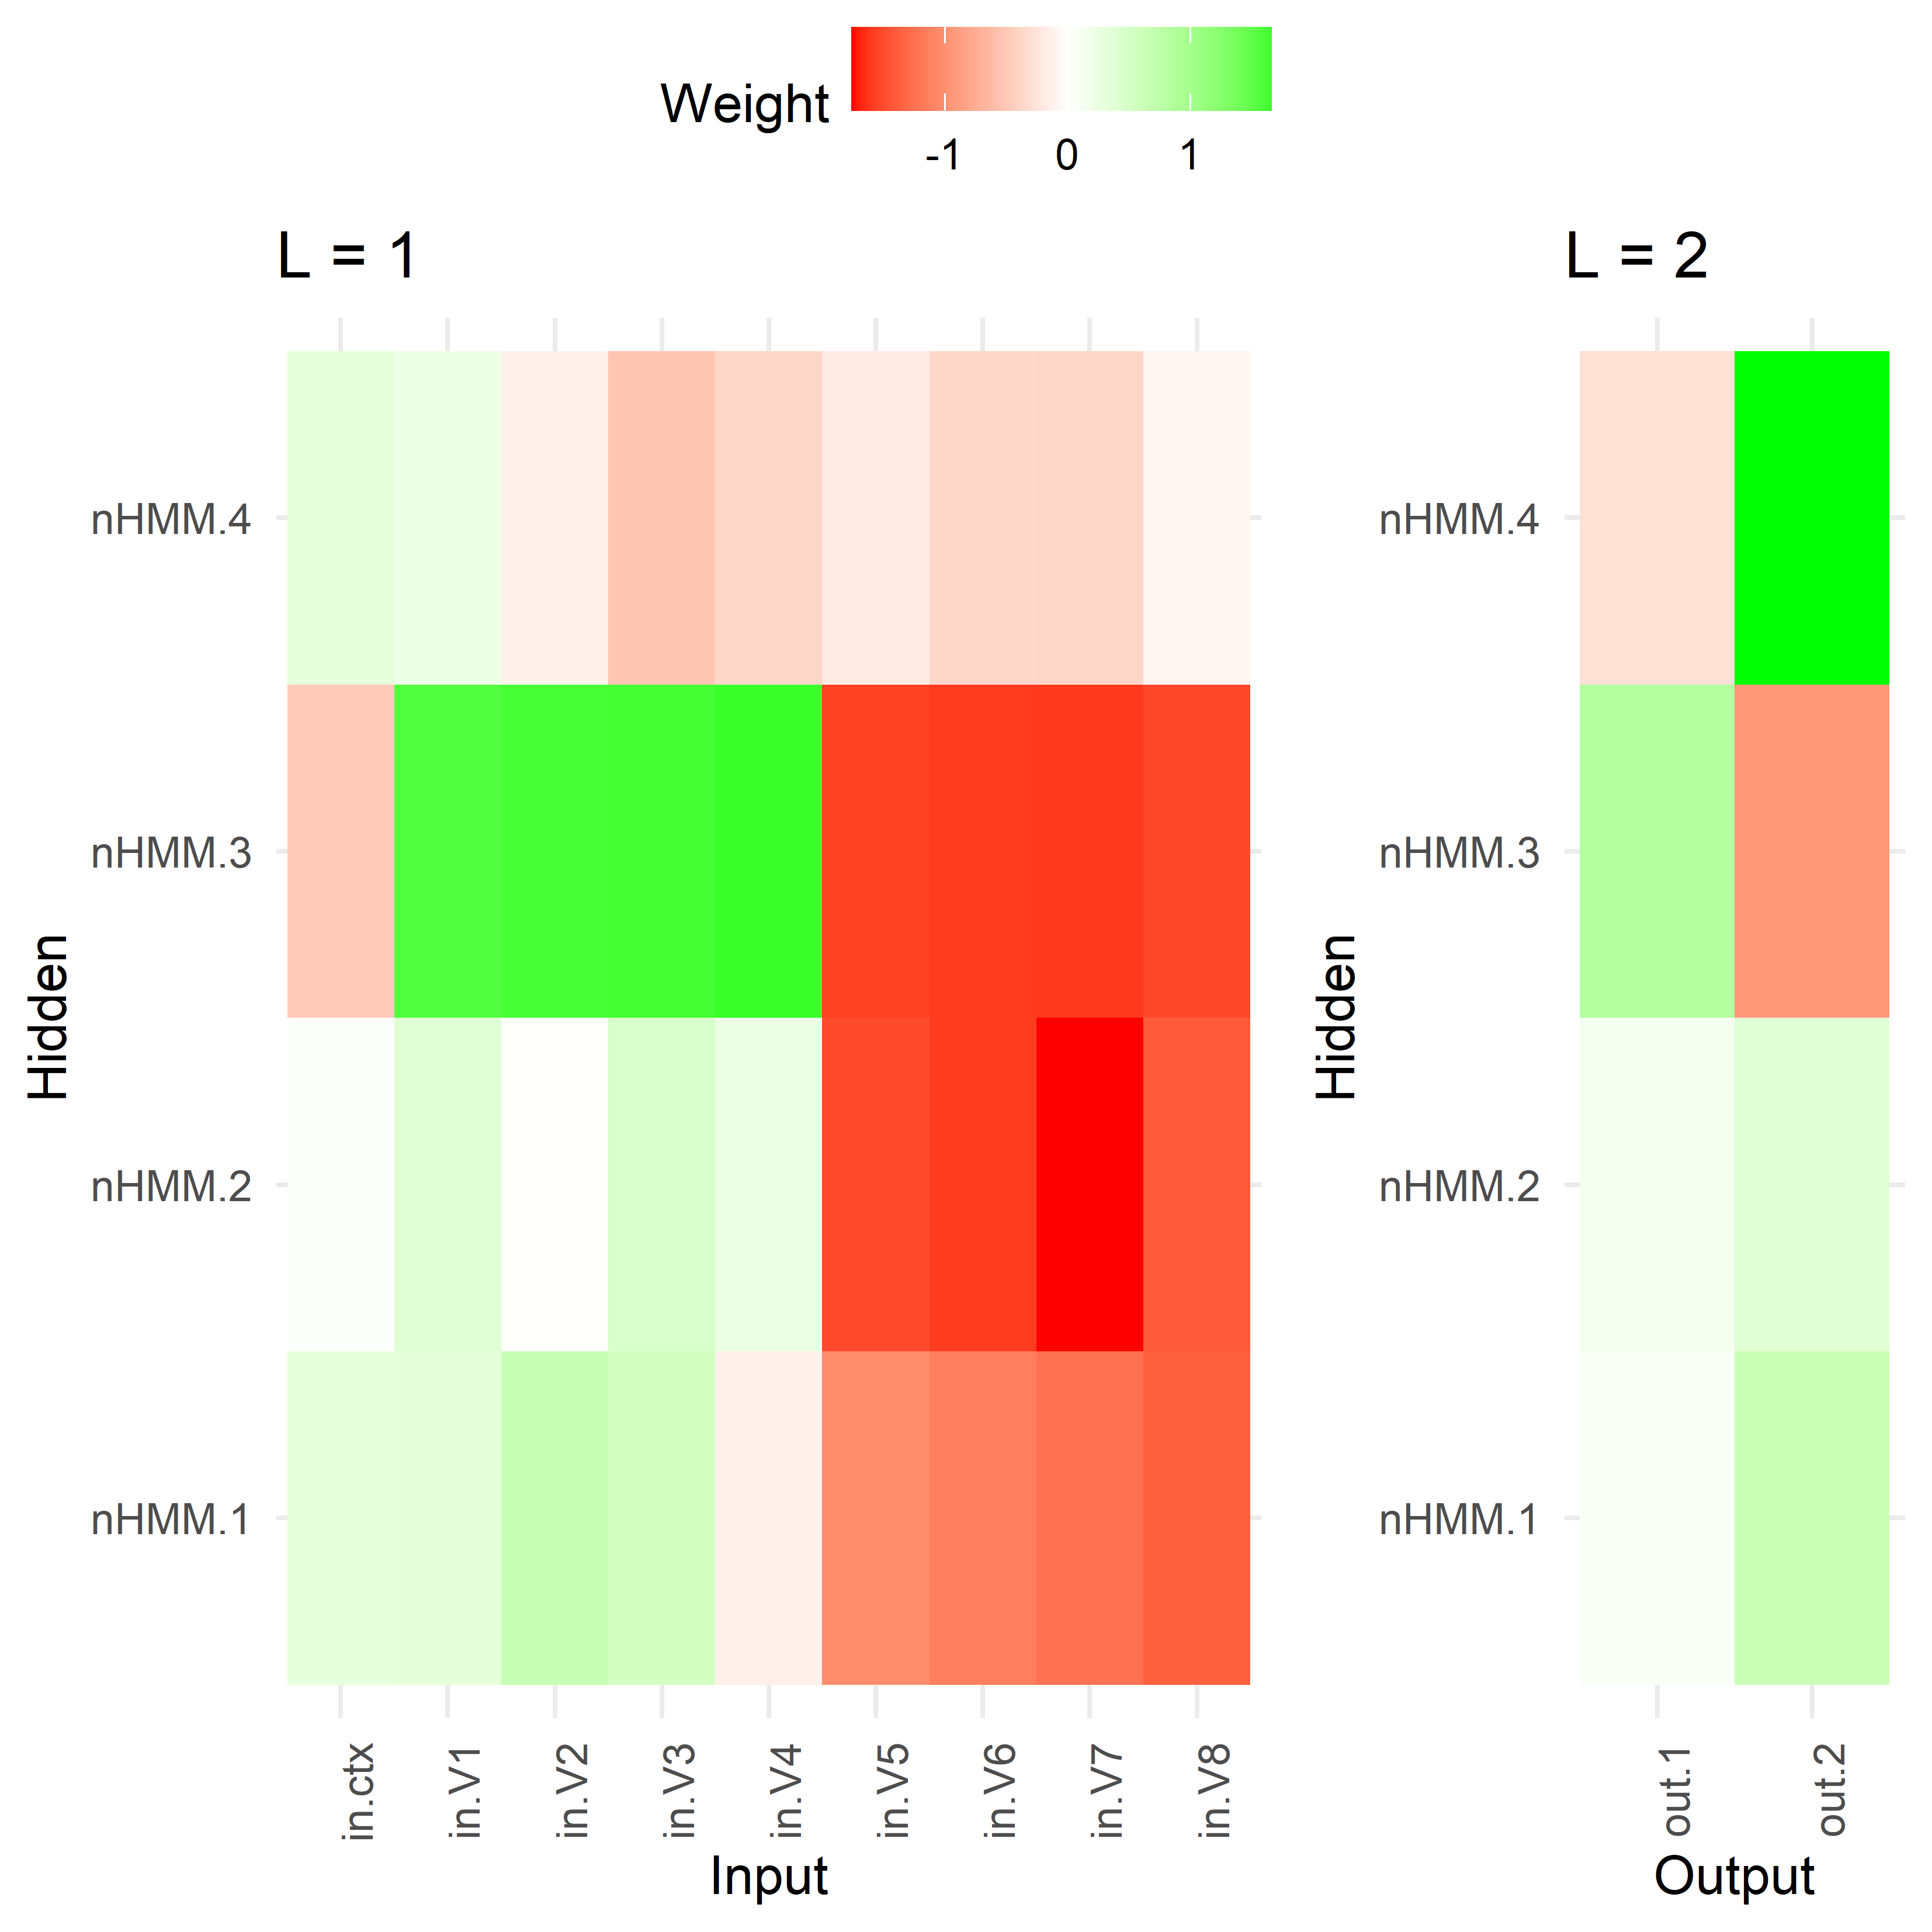 Weight
-1 0 1
L = 1
L = 2
Hidden
nHMM.4
nHMM.3
nHMM.2
nHMM.1
in.ctx in.V1 in.V2 in.V3 in.V4 in.V5 in.V6 in.V7 in.V8
Input
Hidden
nHMM.4
nHMM.3
nHMM.2
nHMM.1
out.1 out.2
Output